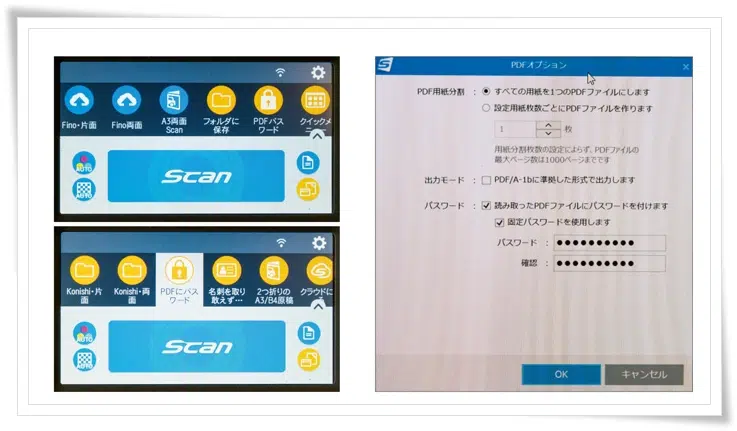 Fino・片面
Fino両面
A3両面
Scan
フォルダに
保存
PDFパス
ワード
クイックメ
ニュー
AUTO
Scan
AUTO
Konishi・片
面
Konishi・両
面
PDFにパス
ワード
名刺を取り
敢えず…
2つ折りの
A3/B4原稿
クラウドに
AUTO
Scan
AUTO
PDFオプション
PDF用紙分割 : すべての用紙を1つのPDFファイルにします
設定用紙枚数ごとにPDFファイルを作ります
1 枚
用紙分割枚数の設定によらず、PDFファイルの
最大ページ数は1000ページまでです
出力モード : PDF/A-1bに準拠した形式で出力します
パスワード : 読み取ったPDFファイルにパスワードを付けます
固定パスワードを使用します
パスワード : ●●●●●●●●●●
確認 : ●●●●●●●●●●
OK
キャンセル